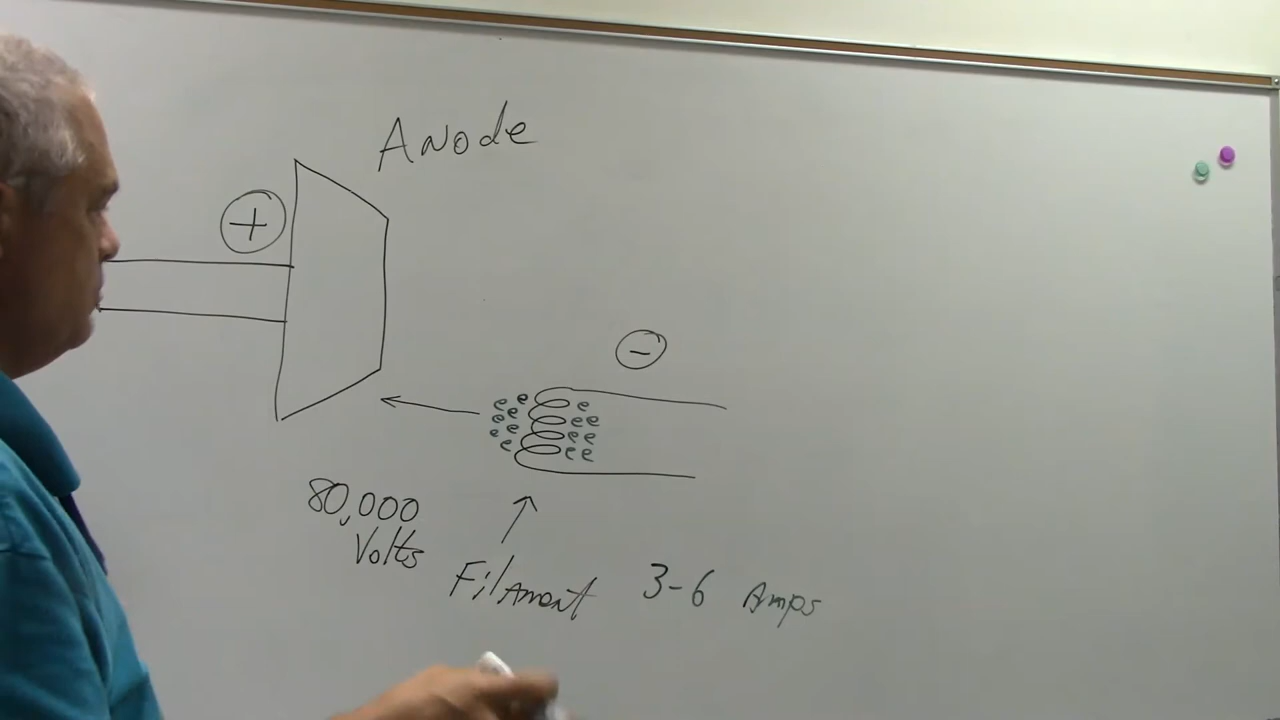 Anode
+
-
e e e
e e e e
e e e e
e e e
80,000
Volts
Filament 3-6 Amps